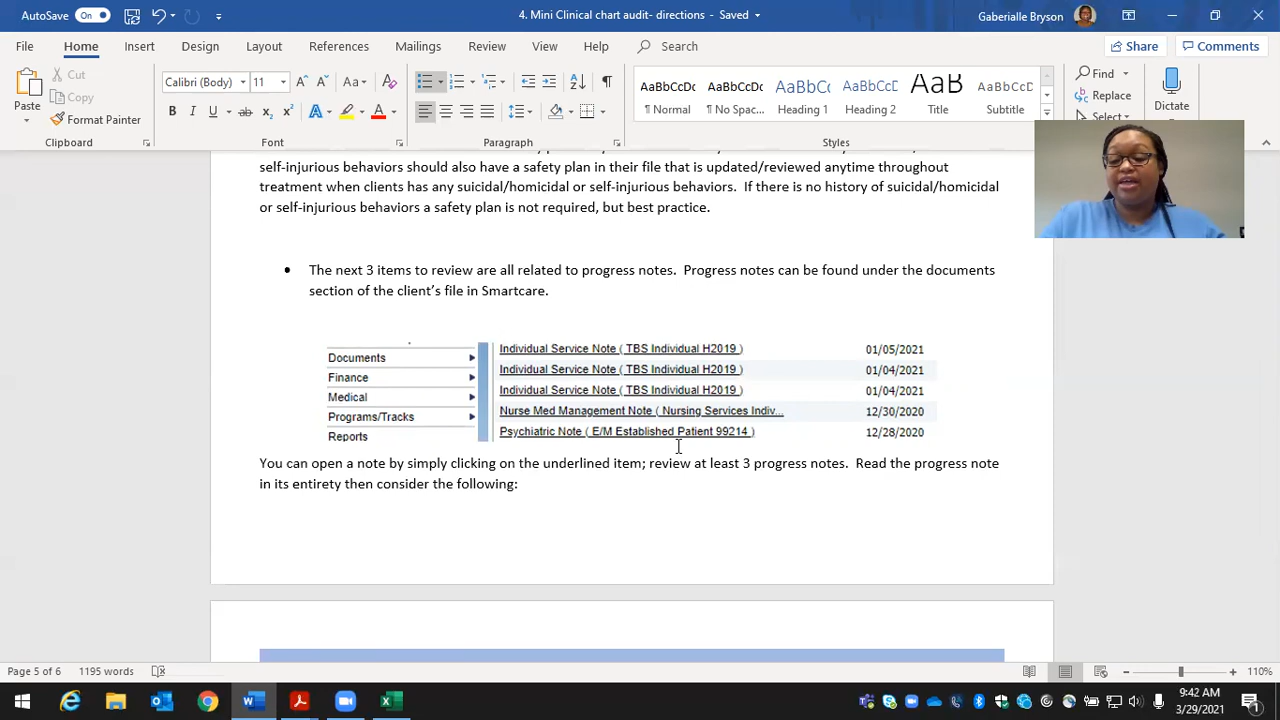 AutoSave On 4. Mini Clinical chart audit- directions - Saved Gaberialle Bryson
File Home Insert Design Layout References Mailings Review View Help Search Share Comments
Paste Cut Copy Format Painter
Calibri (Body) 11
AaBbCcDc AaBbCcDc AaBbCc AaBbCcD AaB AaBbCcD
¶ Normal ¶ No Spac... Heading 1 Heading 2 Title Subtitle
Find Replace Select Dictate
Clipboard Font Paragraph Styles
self-injurious behaviors should also have a safety plan in their file that is updated/reviewed anytime throughout
treatment when clients has any suicidal/homicidal or self-injurious behaviors. If there is no history of suicidal/homicidal
or self-injurious behaviors a safety plan is not required, but best practice.
• The next 3 items to review are all related to progress notes. Progress notes can be found under the documents
section of the client's file in Smartcare.
Documents
Finance
Medical
Programs/Tracks
Reports
Individual Service Note ( TBS Individual H2019 ) 01/05/2021
Individual Service Note ( TBS Individual H2019 ) 01/04/2021
Individual Service Note ( TBS Individual H2019 ) 01/04/2021
Nurse Med Management Note ( Nursing Services Indiv... 12/30/2020
Psychiatric Note ( E/M Established Patient 99214 ) 12/28/2020
You can open a note by simply clicking on the underlined item; review at least 3 progress notes. Read the progress note
in its entirety then consider the following:
Page 5 of 6 1195 words 110%
9:42 AM
3/29/2021